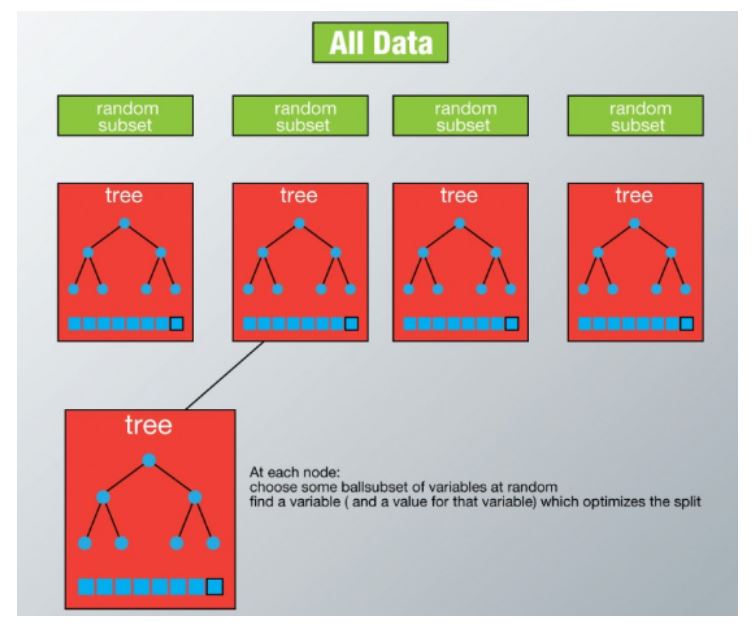 All Data
random
subset
random
subset
random
subset
random
subset
tree
tree
tree
tree
tree
At each node:
choose some ballsubset of variables at random
find a variable ( and a value for that variable) which optimizes the split